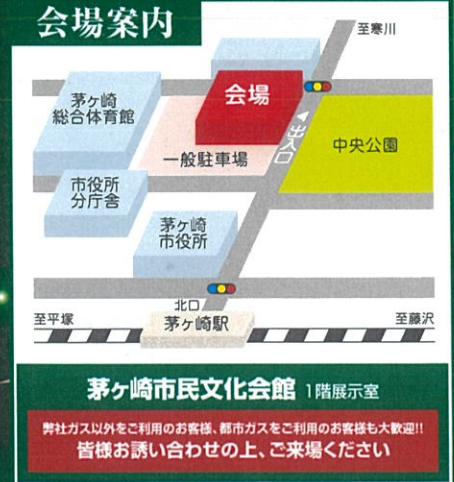 会場案内
至寒川
茅ヶ崎
総合体育館
会場
▲出入口
中央公園
一般駐車場
市役所
分庁舎
茅ヶ崎
市役所
北口
至平塚
茅ヶ崎駅
至藤沢
茅ヶ崎市民文化会館 1階展示室
弊社ガス以外をご利用のお客様、都市ガスをご利用のお客様も大歓迎!!
皆様お誘い合わせの上、ご来場ください